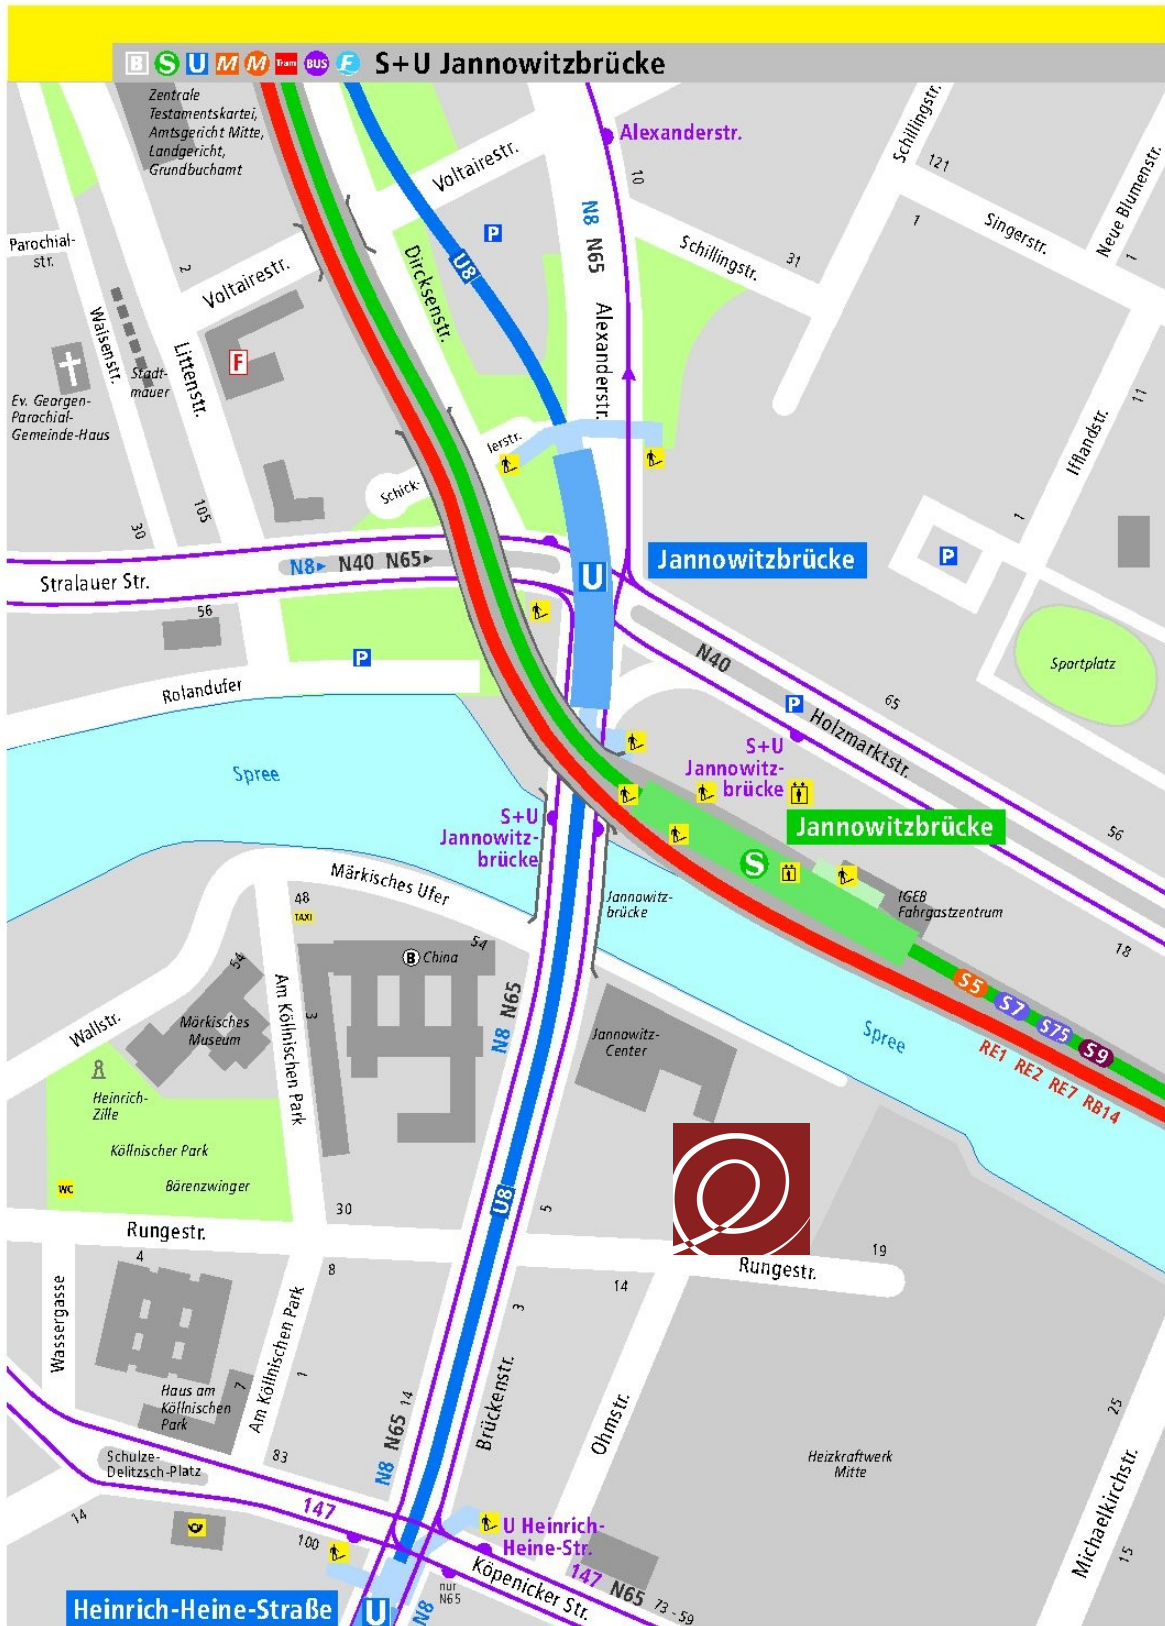 B S U M M Tram BUS F S+U Jannowitzbrücke
Zentrale
Testamentskartei,
Amtsgericht Mitte,
Landgericht,
Grundbuchamt
Alexanderstr.
Voltairestr.
Schillingstr.
121
Neue Blumenstr.
10
1
Singerstr.
1
N8 N65
P
Parochial-
str.
2
Voltairestr.
Dircksenstr.
U8
Schillingstr.
31
Waisenstr.
Littenstr.
F
Stadt-
mauer
Alexanderstr.
Ev. Georgen-
Parochial-
Gemeinde-Haus
11
Ifflandstr.
Schick-
lerstr.
30
105
1
P
Stralauer Str.
N8 N40 N65
U
Jannowitzbrücke
56
P
Rolandufer
N40
Sportplatz
65
P
Holzmarktstr.
Spree
S+U
Jannowitz-
brücke
S+U
Jannowitz-
brücke
Jannowitzbrücke
56
S
Märkisches Ufer
48
TAXI
Jannowitz-
brücke
IGEB
Fahrgastzentrum
18
54
B China
54
Am Köllnischen Park
3
N8 N65
S5 S7 S75 S9
RE1 RE2 RE7 RB14
Spree
Wallstr.
Märkisches
Museum
Jannowitz-
Center
Heinrich-
Zille
Köllnischer Park
Bärenzwinger
WC
U8
5
30
Rungestr.
4
8
14
Rungestr.
19
Wassergasse
Am Köllnischen Park
1
3
Haus am
Köllnischen
Park
7
14
N8 N65
Brückenstr.
Ohmstr.
25
Heizkraftwerk
Mitte
Michaelkirchstr.
15
Schulze-
Delitzsch-Platz
83
14
147
100
U Heinrich-
Heine-Str.
Köpenicker Str.
147 N65 73 - 59
nur
N65
N8
Heinrich-Heine-Straße
U